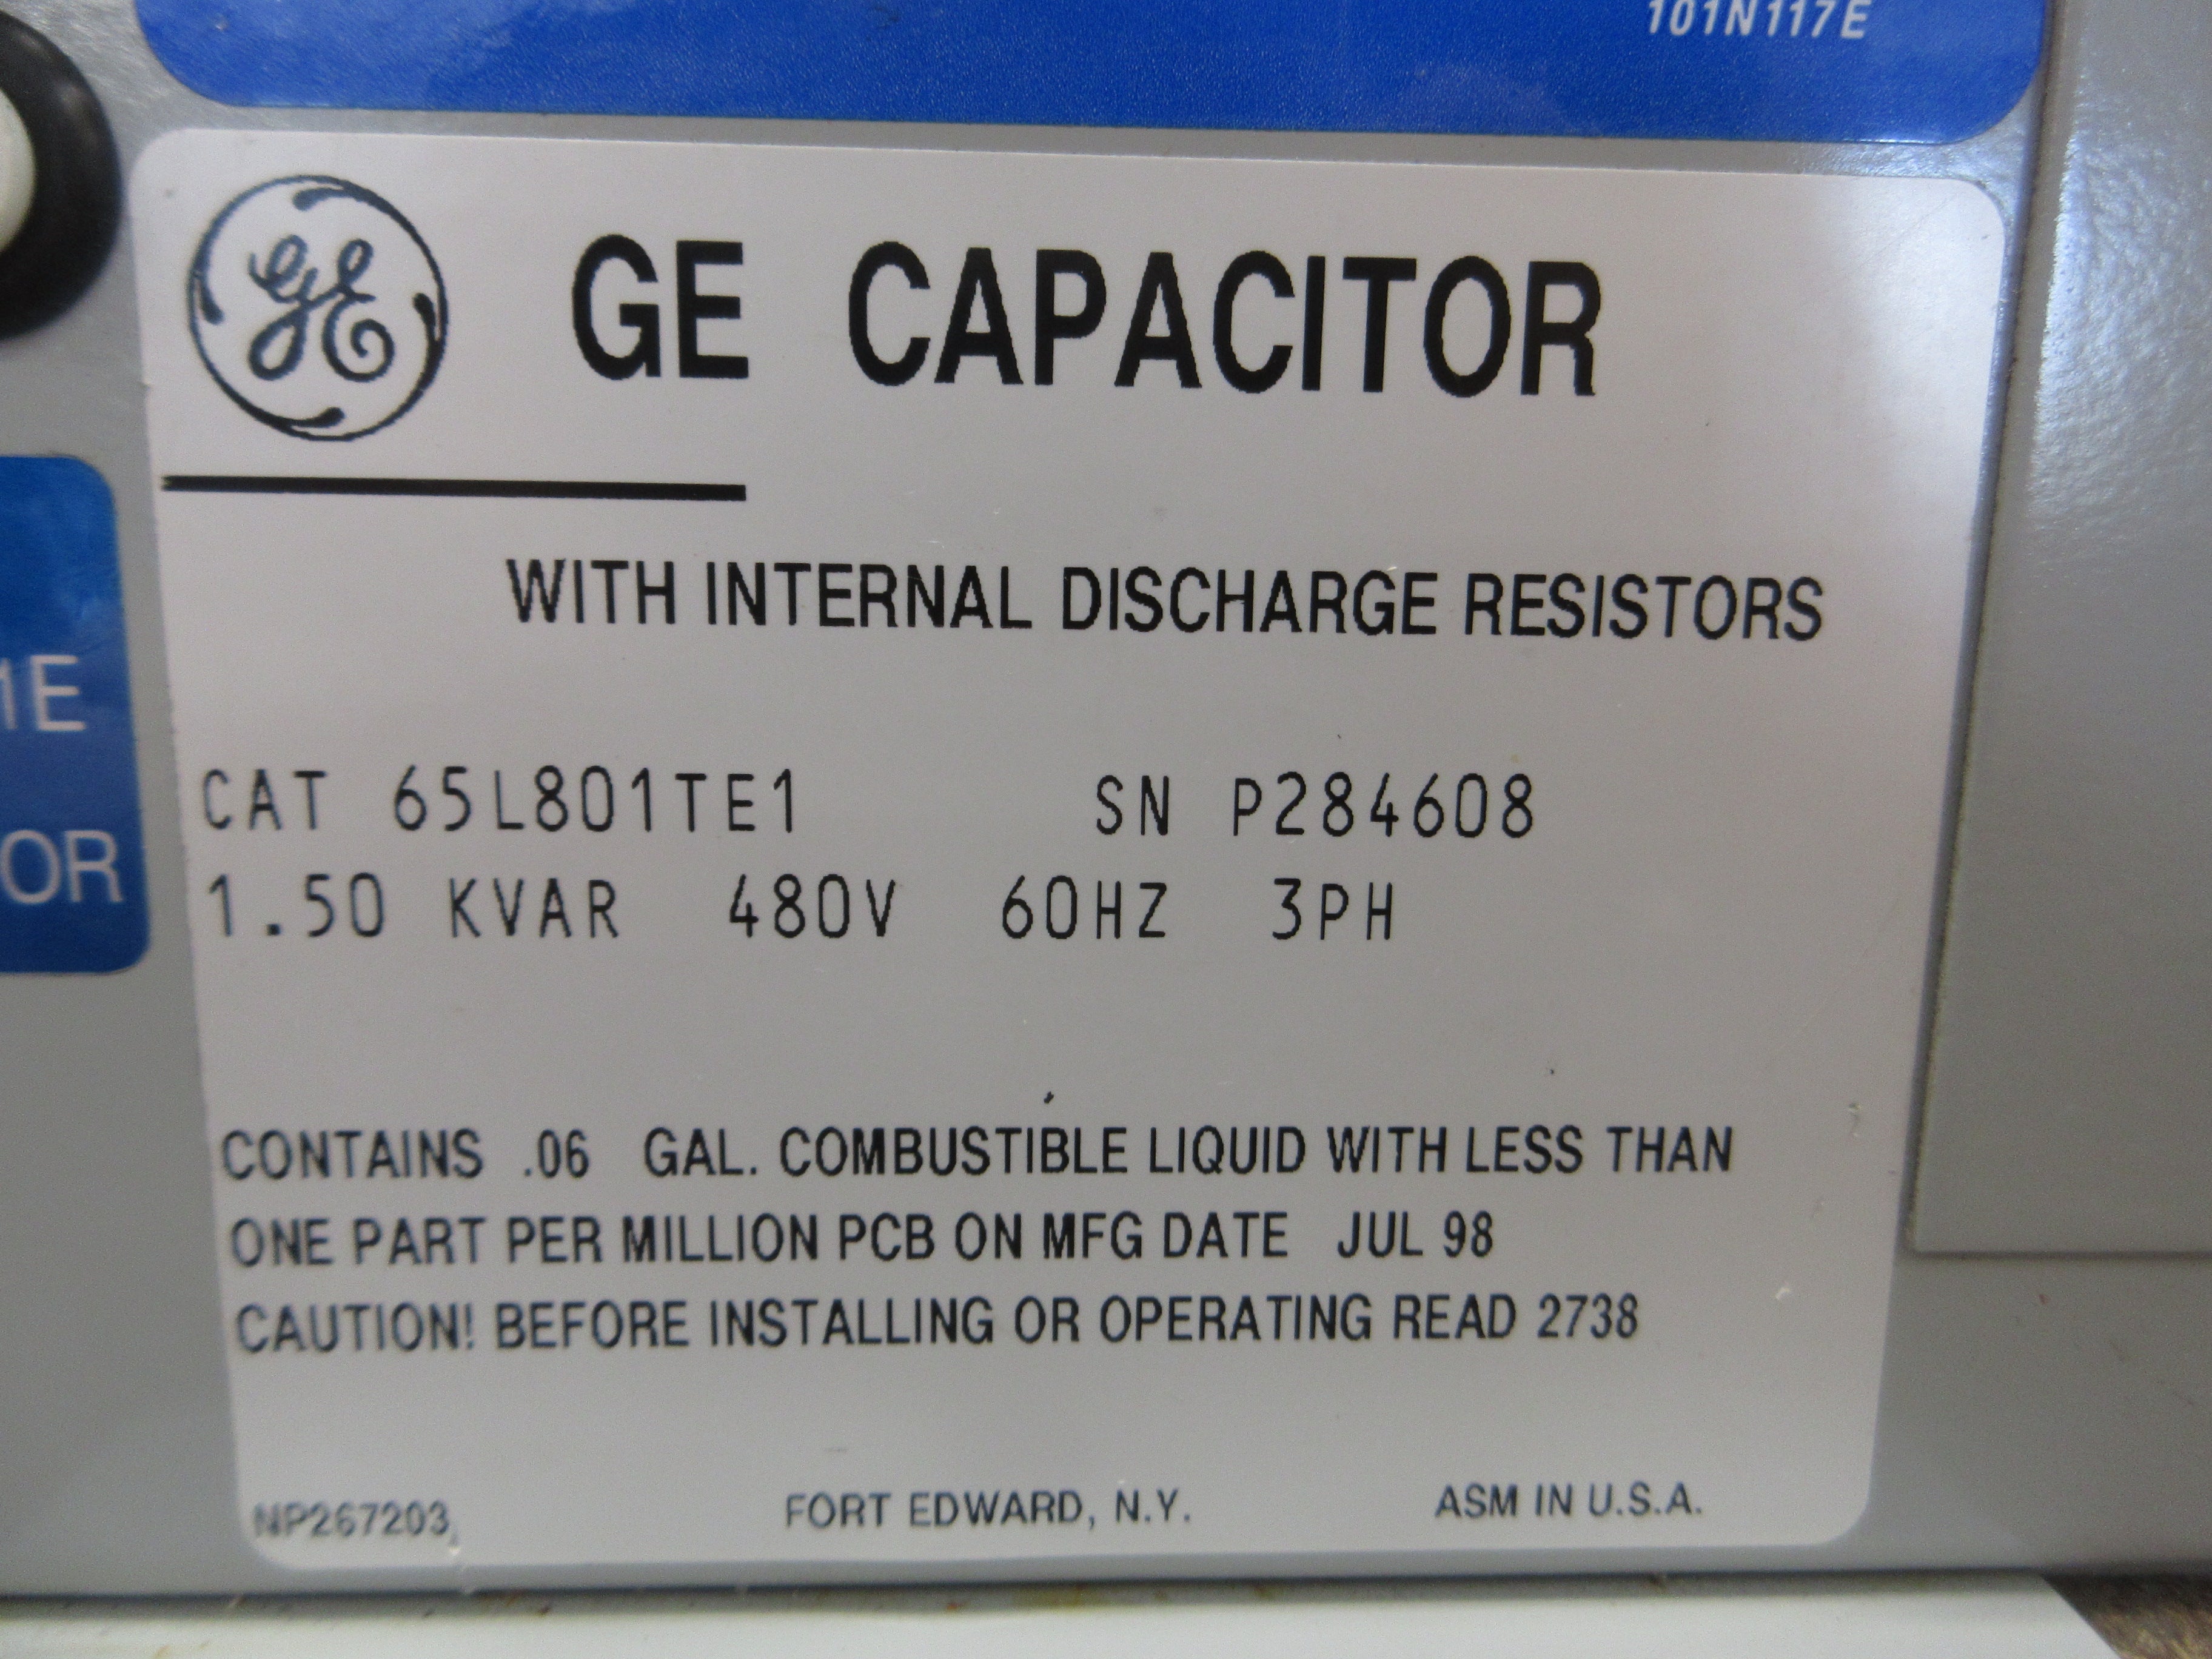 101N117E
GE GE CAPACITOR
WITH INTERNAL DISCHARGE RESISTORS
1E
OR
CAT 65L801TE1 SN P284608
1.50 KVAR 480V 60HZ 3PH
CONTAINS .06 GAL. COMBUSTIBLE LIQUID WITH LESS THAN
ONE PART PER MILLION PCB ON MFG DATE JUL 98
CAUTION! BEFORE INSTALLING OR OPERATING READ 2738
NP267203 FORT EDWARD, N.Y. ASM IN U.S.A.